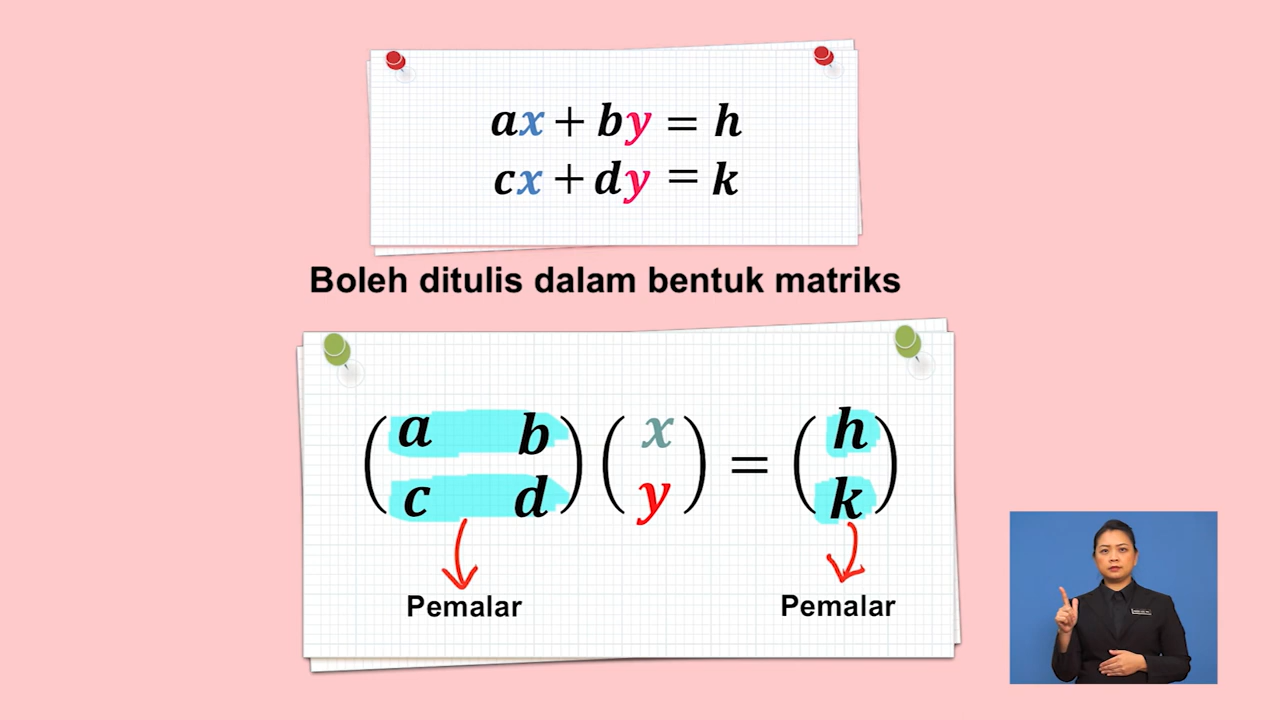 ax + by = h
cx + dy = k
Boleh ditulis dalam bentuk matriks
(a b) (x) = (h)
(c d) (y) (k)
Pemalar Pemalar